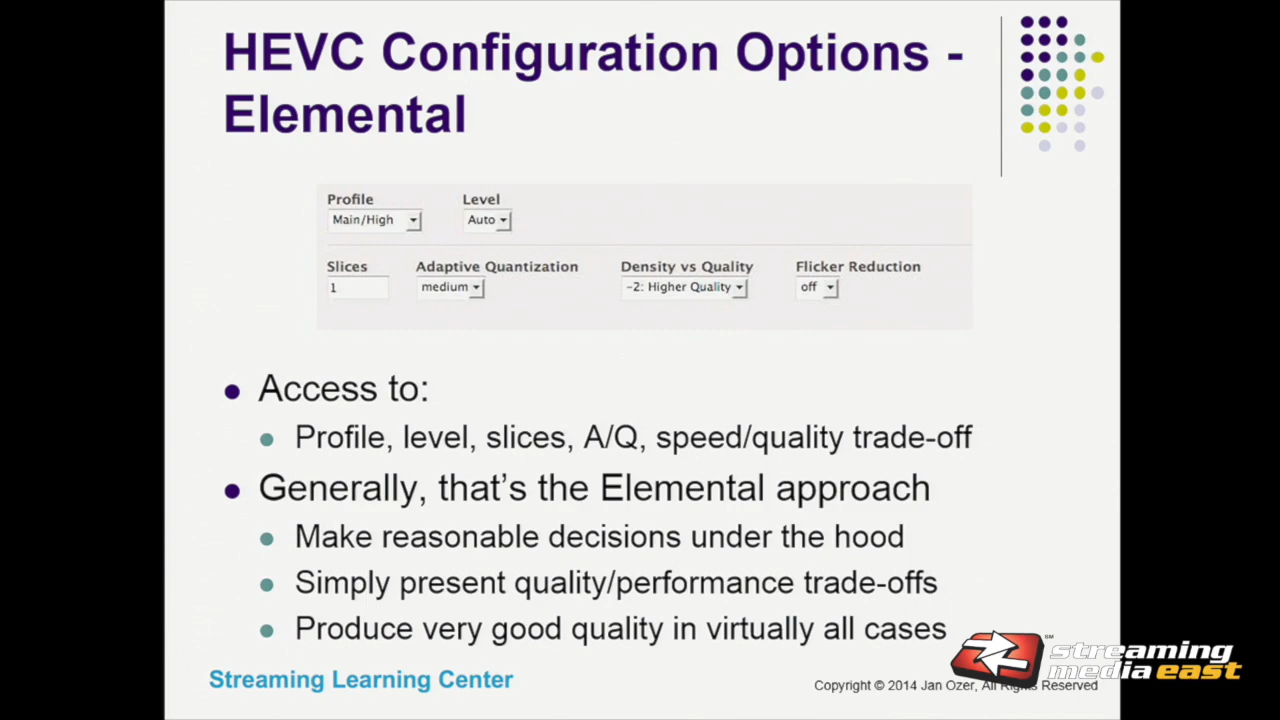 HEVC Configuration Options -
Elemental
Profile Level
Main/High Auto
Slices Adaptive Quantization Density vs Quality Flicker Reduction
1 medium -2: Higher Quality off
Access to:
Profile, level, slices, A/Q, speed/quality trade-off
Generally, that's the Elemental approach
Make reasonable decisions under the hood
Simply present quality/performance trade-offs
Produce very good quality in virtually all cases
streaming SM
media east
Streaming Learning Center
Copyright © 2014 Jan Ozer, All Rights Reserved